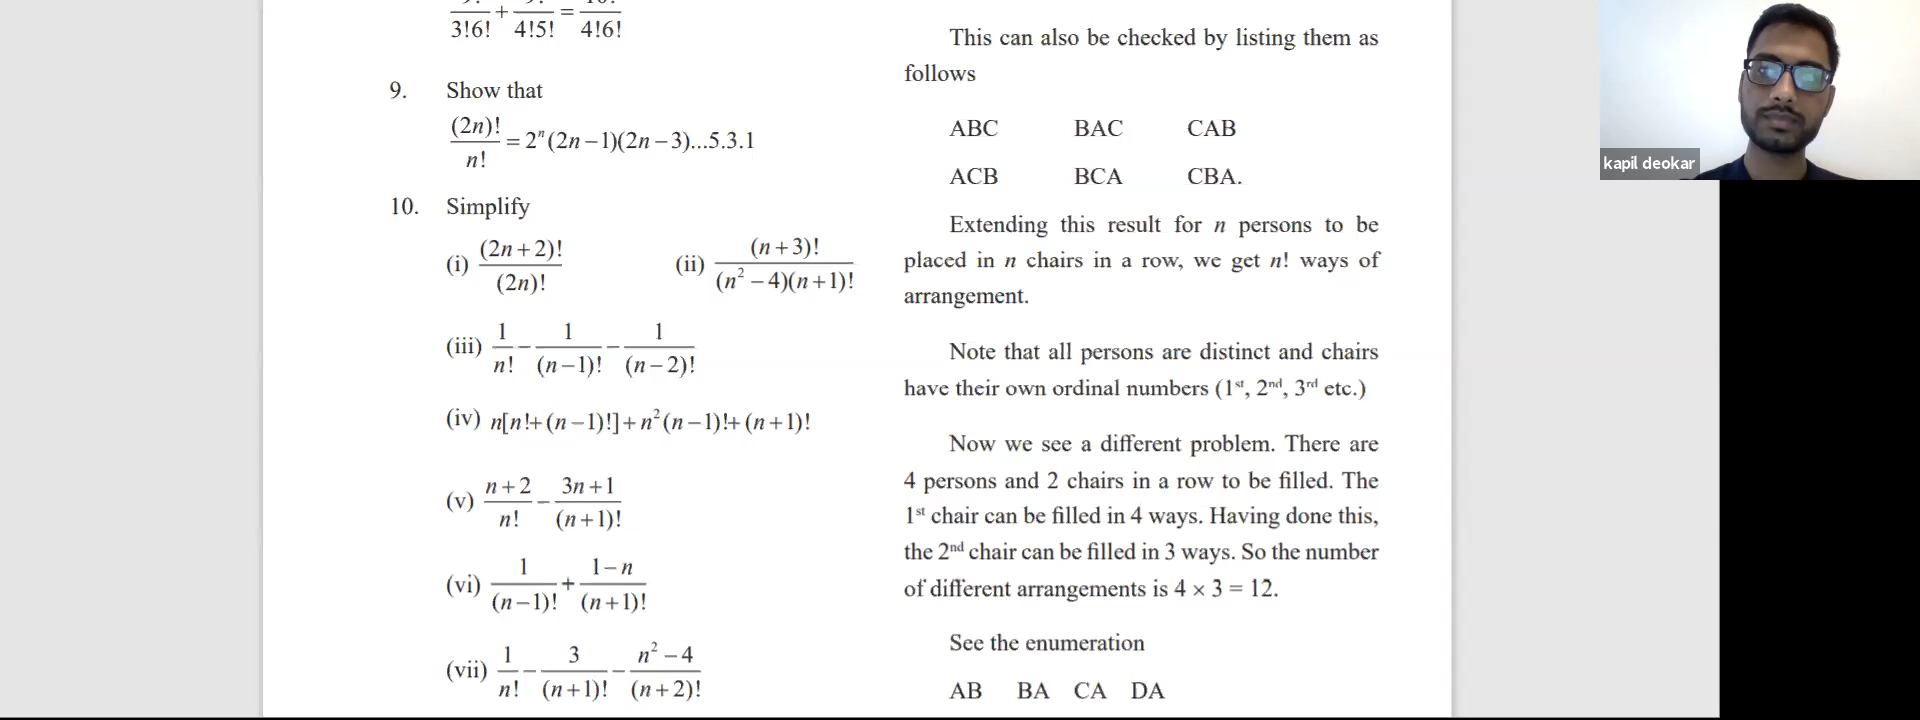 9! 10!
3!6! + 4!5! = 4!6!
9. Show that
(2n)!/n! = 2ⁿ(2n−1)(2n−3)...5.3.1
10. Simplify
(i) (2n+2)!/(2n)! (ii) (n+3)!/(n²−4)(n+1)!
(iii) 1/n! − 1/(n−1)! − 1/(n−2)!
(iv) n[n!+(n−1)!]+n²(n−1)!+(n+1)!
(v) n+2/n! − 3n+1/(n+1)!
(vi) 1/(n−1)! + 1−n/(n+1)!
(vii) 1/n! − 3/(n+1)! − n²−4/(n+2)!
This can also be checked by listing them as
follows
ABC BAC CAB
ACB BCA CBA.
Extending this result for n persons to be
placed in n chairs in a row, we get n! ways of
arrangement.
Note that all persons are distinct and chairs
have their own ordinal numbers (1st, 2nd, 3rd etc.)
Now we see a different problem. There are
4 persons and 2 chairs in a row to be filled. The
1st chair can be filled in 4 ways. Having done this,
the 2nd chair can be filled in 3 ways. So the number
of different arrangements is 4 × 3 = 12.
See the enumeration
AB BA CA DA
kapil deokar